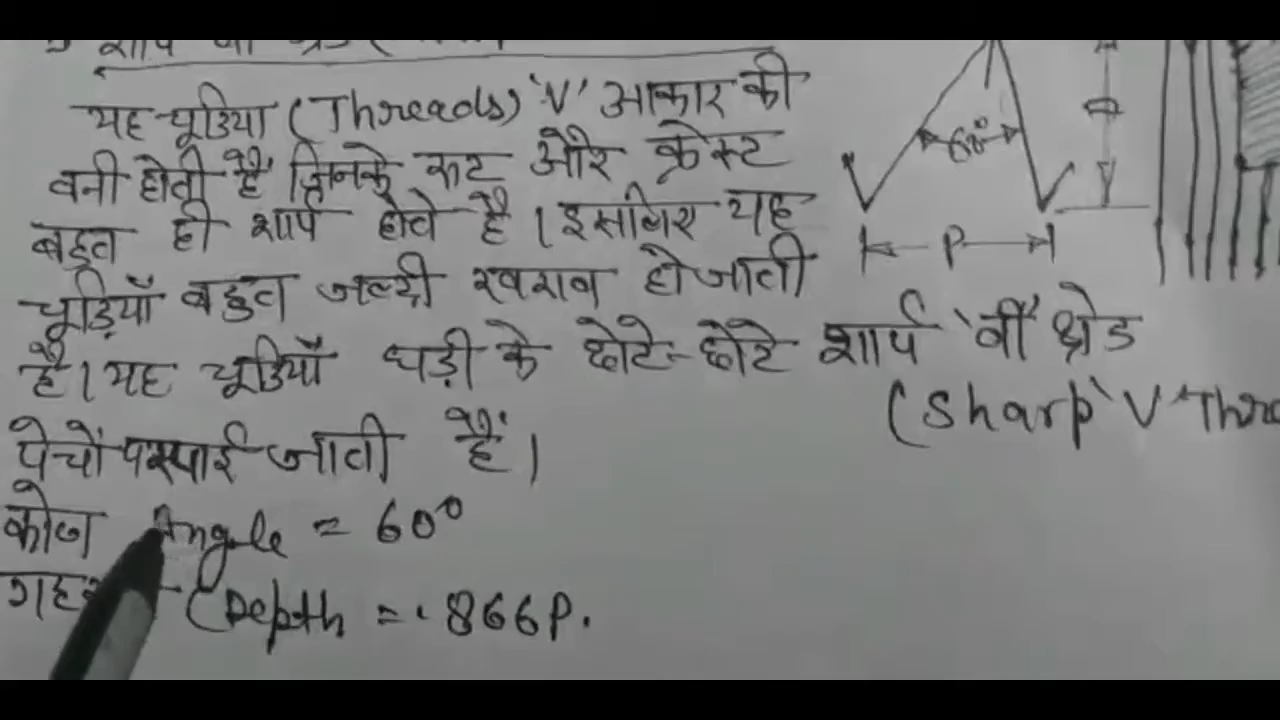 शार्प
यह चूडिया (Threads) 'V' आकार की
बनी होती है जिनके रूट और क्रेस्ट
बहुत ही शार्प होते है। इसलिए यह
चूड़ियाँ बहुत जल्दी खराब हो जाती
है। यह चूडियाँ घड़ी के छोटे-छोटे
पेचों पर पाई जाती हैं।
कोण Angle = 60°
(Depth = .866P.
60°
P
शार्प 'वी' थ्रेड
(Sharp 'V' Thre